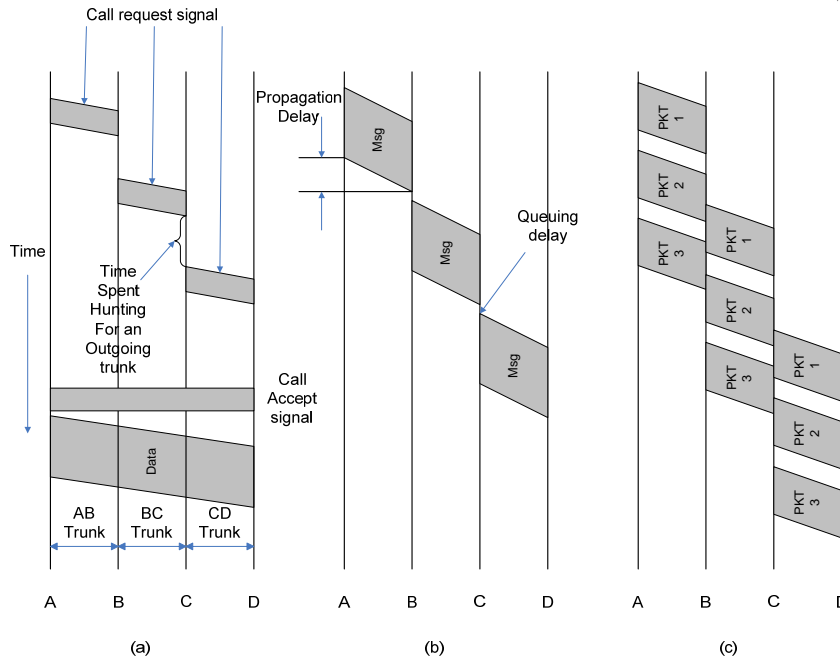 Call request signal
Time
Time
Spent
Hunting
For an
Outgoing
trunk
Call
Accept
signal
Data
AB
Trunk
BC
Trunk
CD
Trunk
A
B
C
D
(a)
Propagation
Delay
Msg
Msg
Queuing
delay
Msg
A
B
C
D
(b)
PKT
1
PKT
2
PKT
3
PKT
1
PKT
2
PKT
3
PKT
1
PKT
2
PKT
3
A
B
C
D
(c)